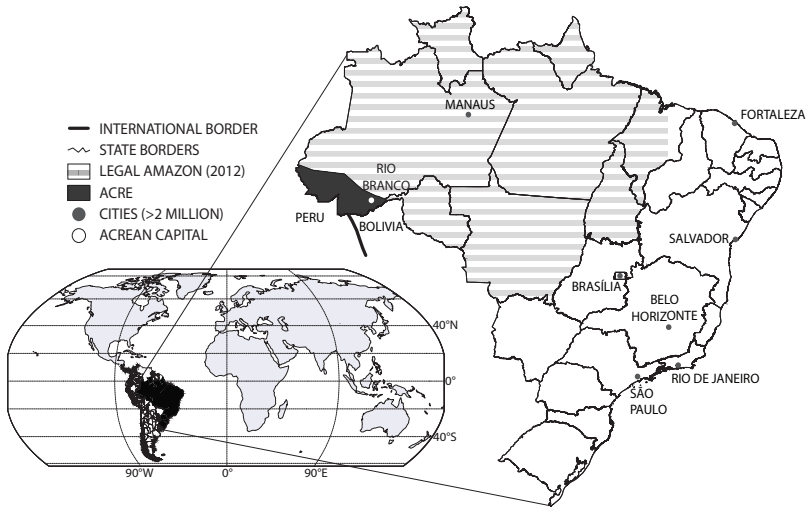 MANAUS
FORTALEZA
INTERNATIONAL BORDER
STATE BORDERS
LEGAL AMAZON (2012)
ACRE
CITIES (>2 MILLION)
ACREAN CAPITAL
RIO
BRANCO
PERU
BOLIVIA
SALVADOR
BRASÍLIA
BELO
HORIZONTE
RIO DE JANEIRO
SÃO
PAULO
40°N
0°
40°S
90°W
0°
90°E